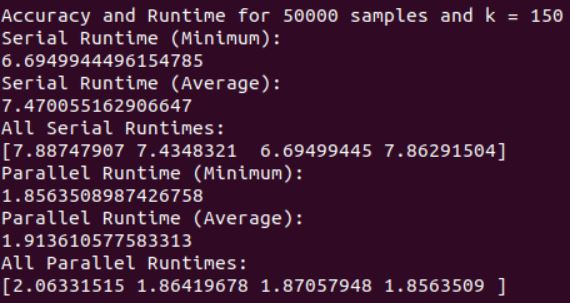 Accuracy and Runtime for 50000 samples and k = 150
Serial Runtime (Minimum):
6.6949944496154785
Serial Runtime (Average):
7.470055162906647
All Serial Runtimes:
[7.88747907 7.4348321  6.69499445 7.86291504]
Parallel Runtime (Minimum):
1.8563508987426758
Parallel Runtime (Average):
1.913610577583313
All Parallel Runtimes:
[2.06331515 1.86419678 1.87057948 1.8563509 ]